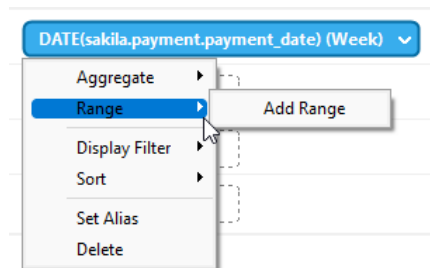 DATE(sakila.payment.payment_date) (Week)
Aggregate
Range
Add Range
Display Filter
Sort
Set Alias
Delete